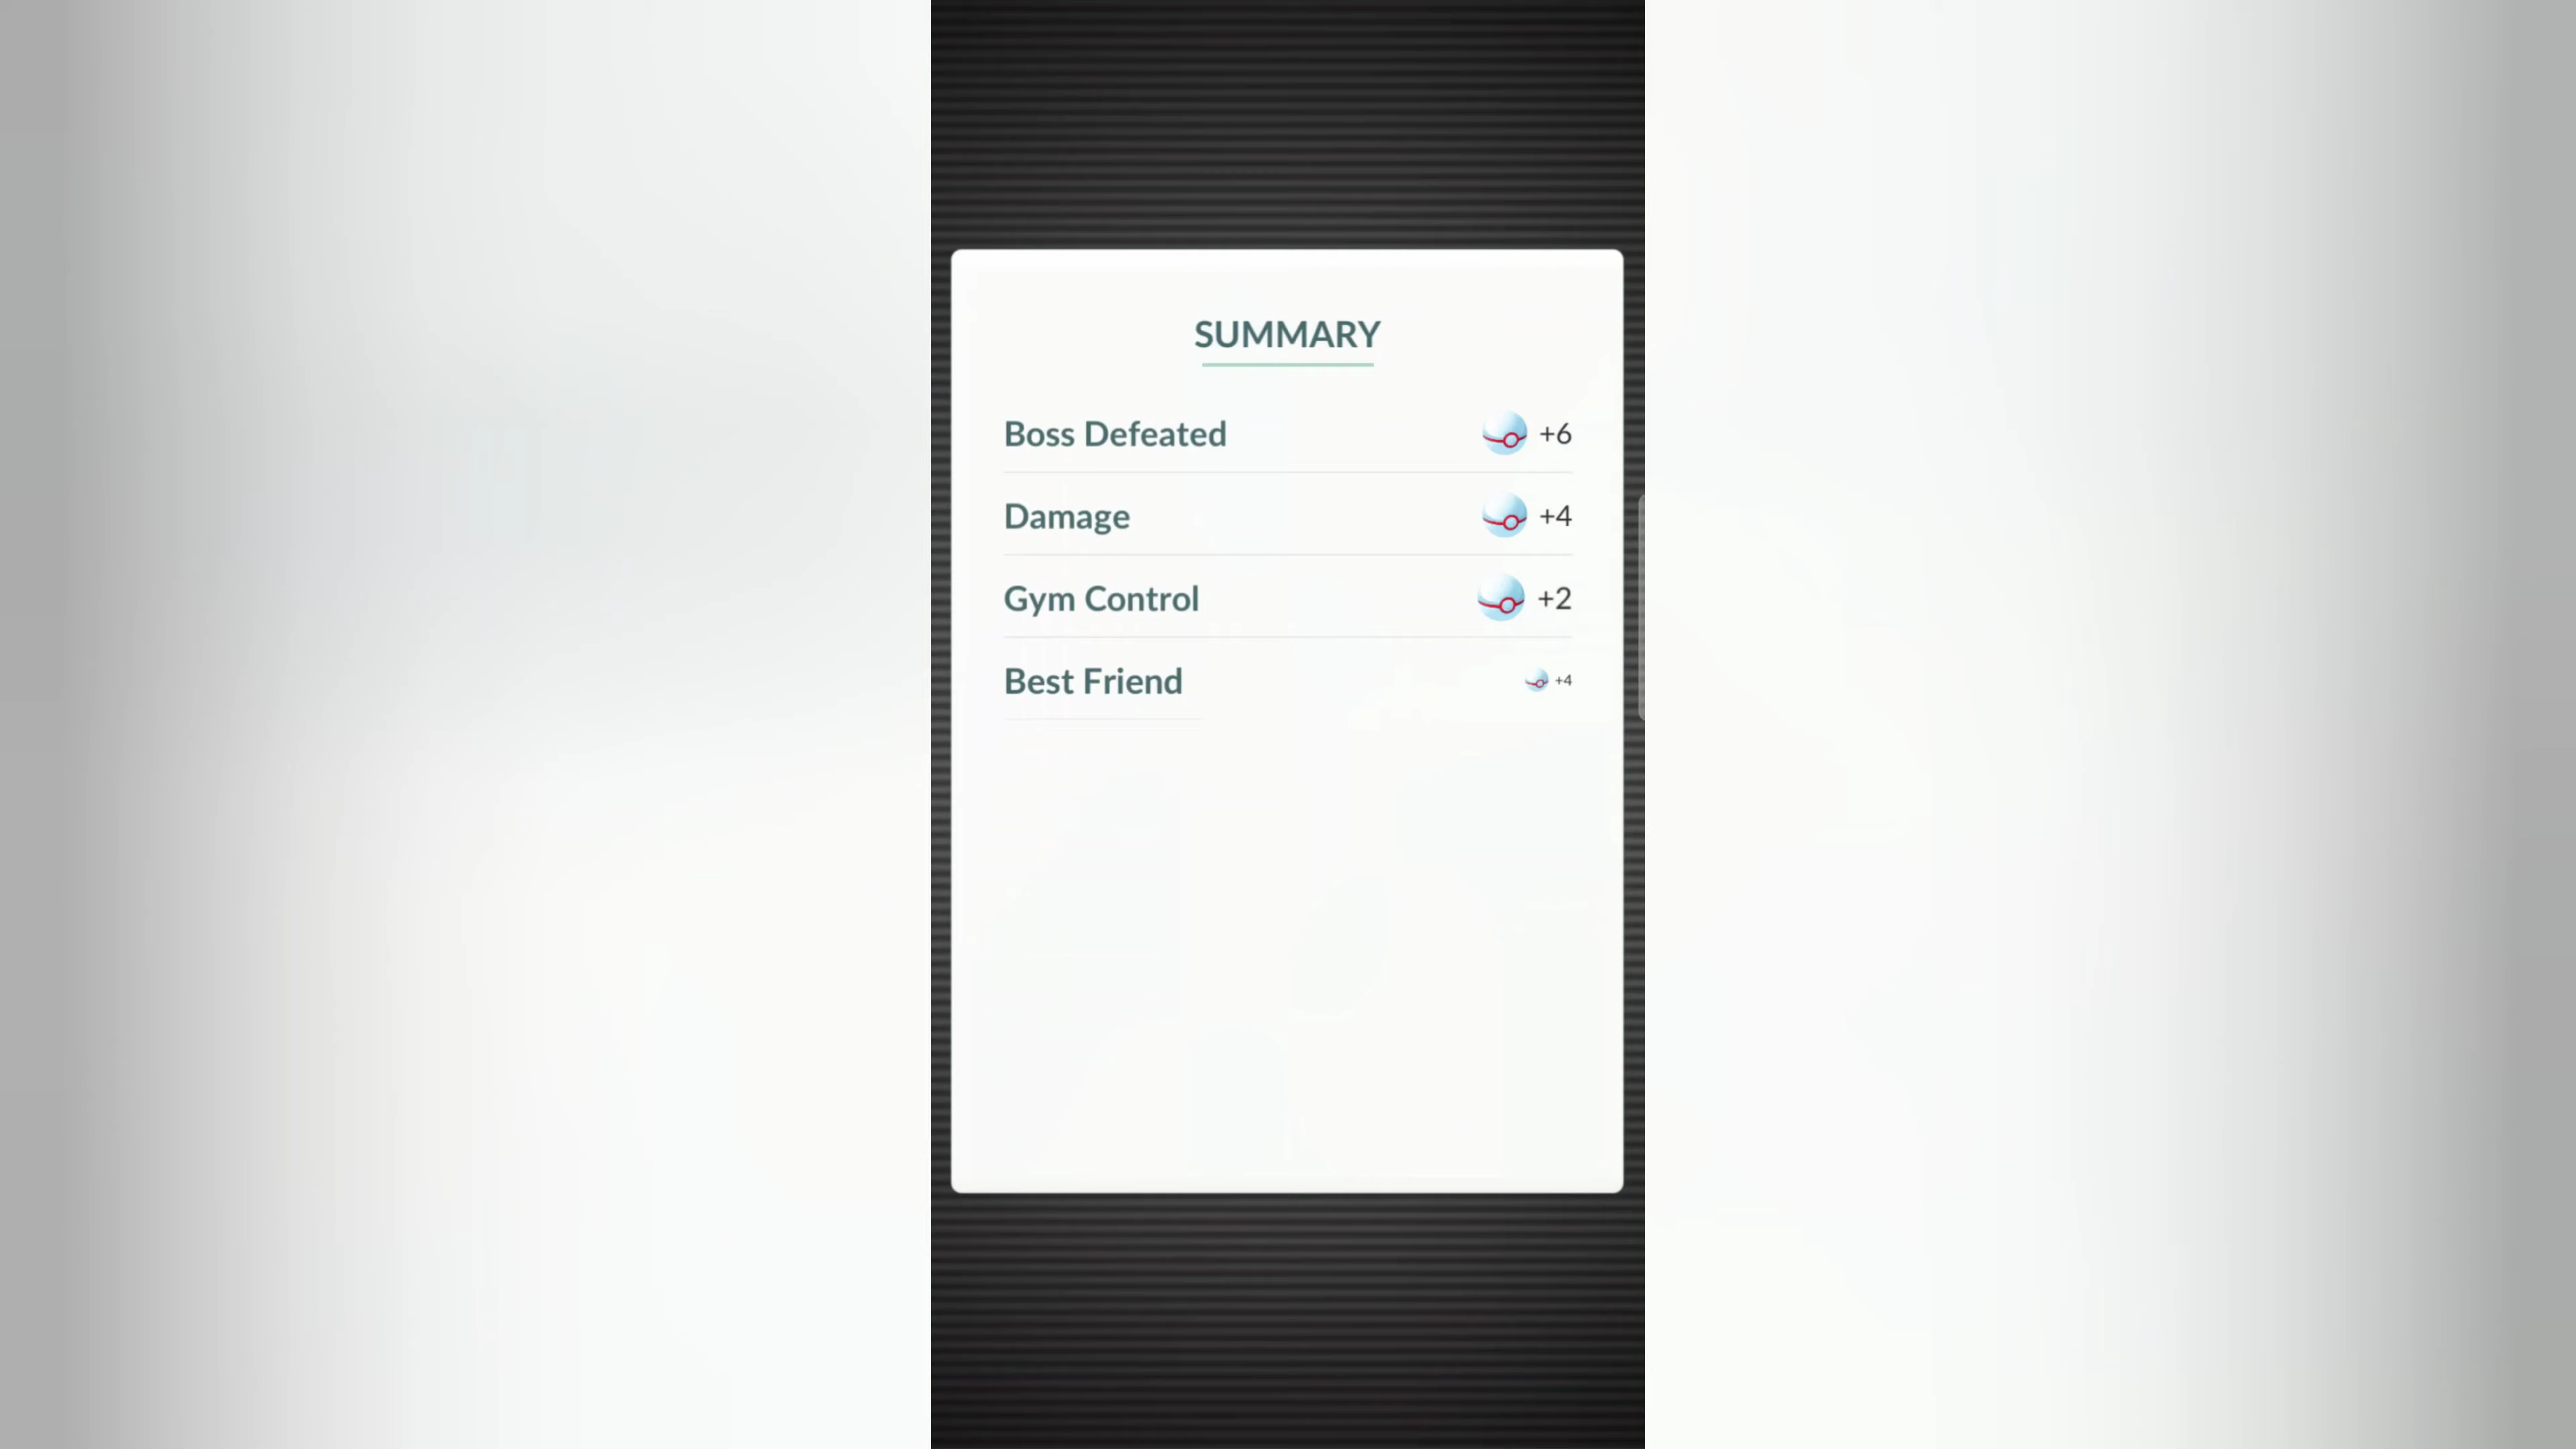 SUMMARY
Boss Defeated +6
Damage +4
Gym Control +2
Best Friend +4